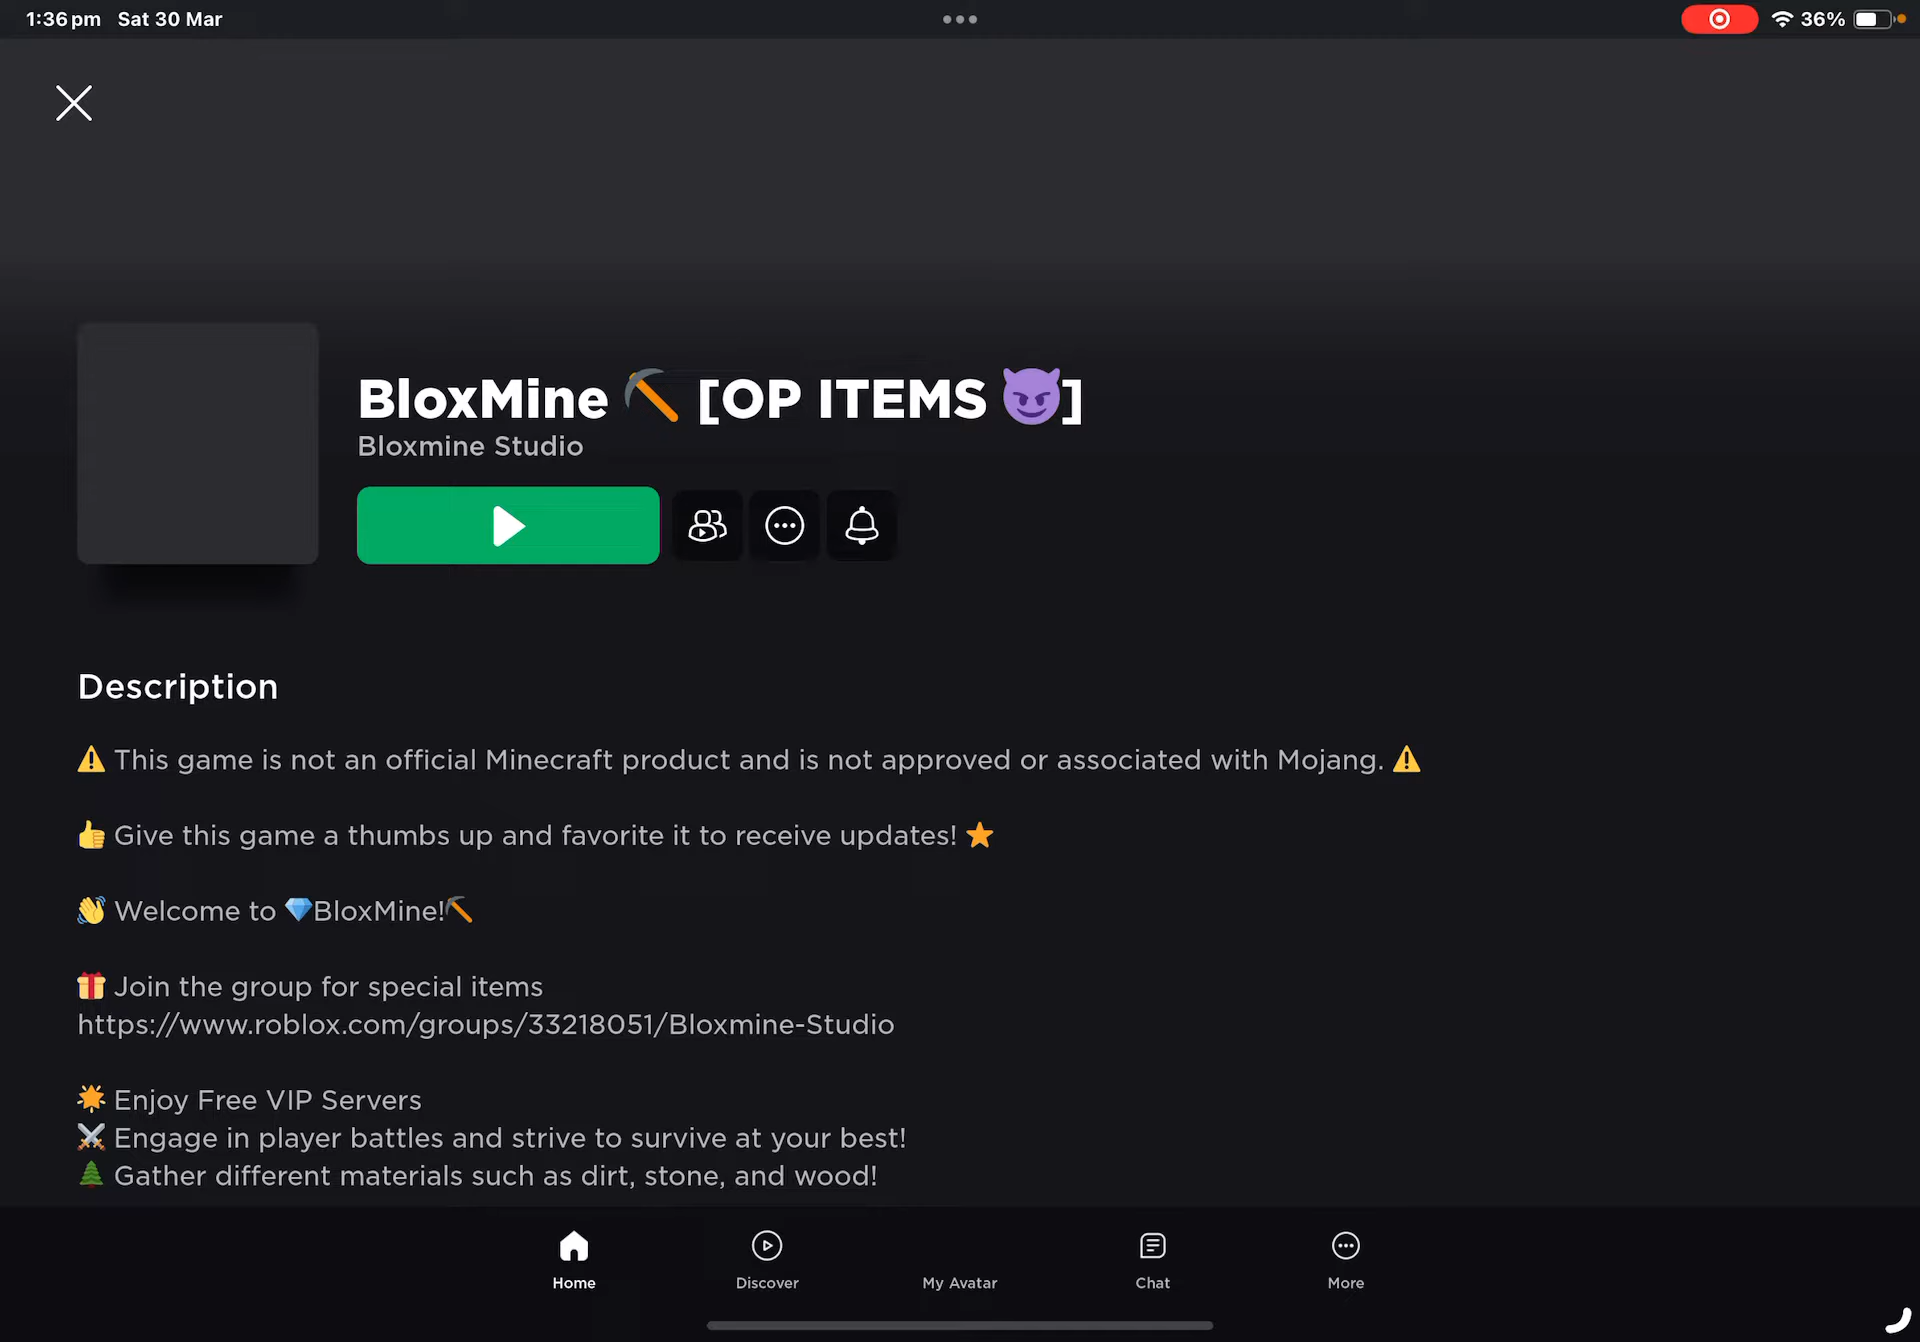 1:36 pm Sat 30 Mar
36%
BloxMine ⛏️ [OP ITEMS 😈]
Bloxmine Studio
Description
⚠️ This game is not an official Minecraft product and is not approved or associated with Mojang. ⚠️
👍 Give this game a thumbs up and favorite it to receive updates! ⭐
👋 Welcome to 💎BloxMine!⛏️
🎁 Join the group for special items
https://www.roblox.com/groups/33218051/Bloxmine-Studio
🌟 Enjoy Free VIP Servers
⚔️ Engage in player battles and strive to survive at your best!
🌲 Gather different materials such as dirt, stone, and wood!
Home
Discover
My Avatar
Chat
More